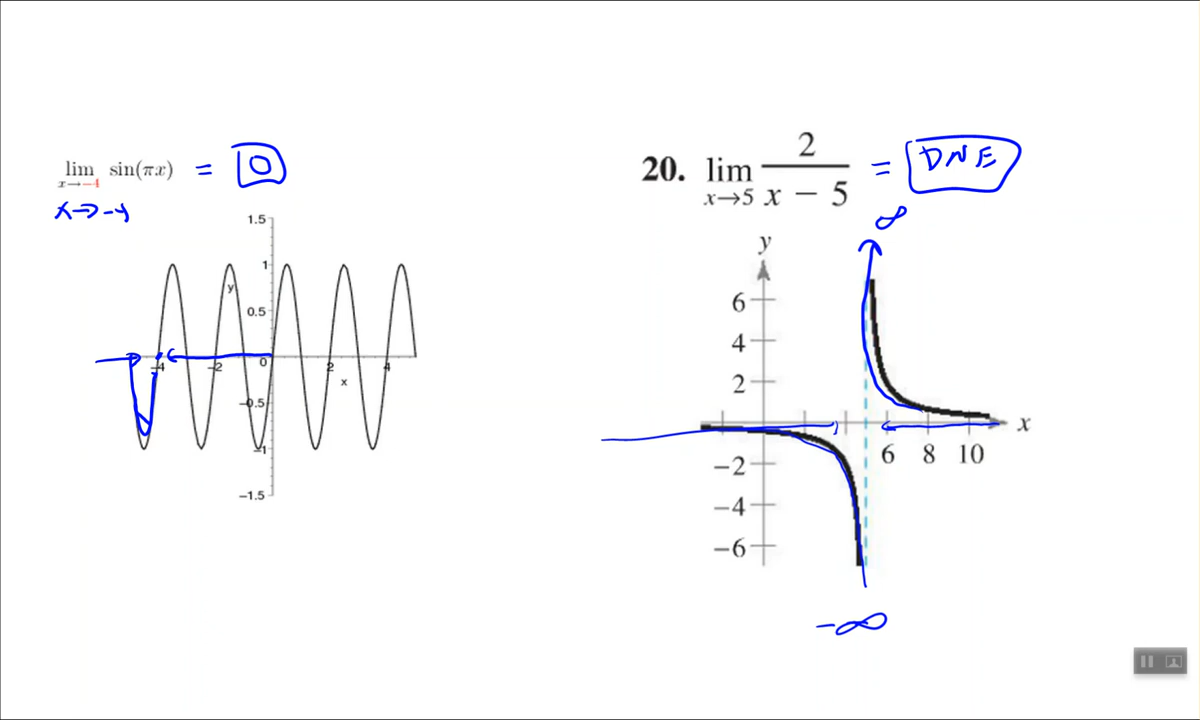 lim sin(πx) = 0
x→-4
x→-4
1.5
1
y
0.5
0
-4 -2 2 4
x
-0.5
-1
-1.5
20. lim 2/(x − 5) = DNE
x→5
∞
y
6
4
2
x
6 8 10
−2
−4
−6
-∞